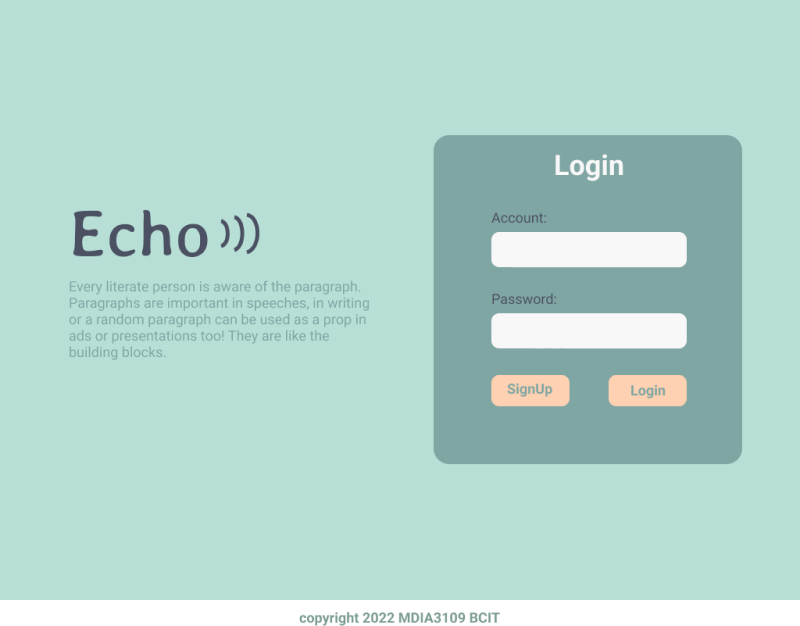 Echo
Every literate person is aware of the paragraph.
Paragraphs are important in speeches, in writing
or a random paragraph can be used as a prop in
ads or presentations too! They are like the
building blocks.
Login
Account:
Password:
SignUp
Login
copyright 2022 MDIA3109 BCIT